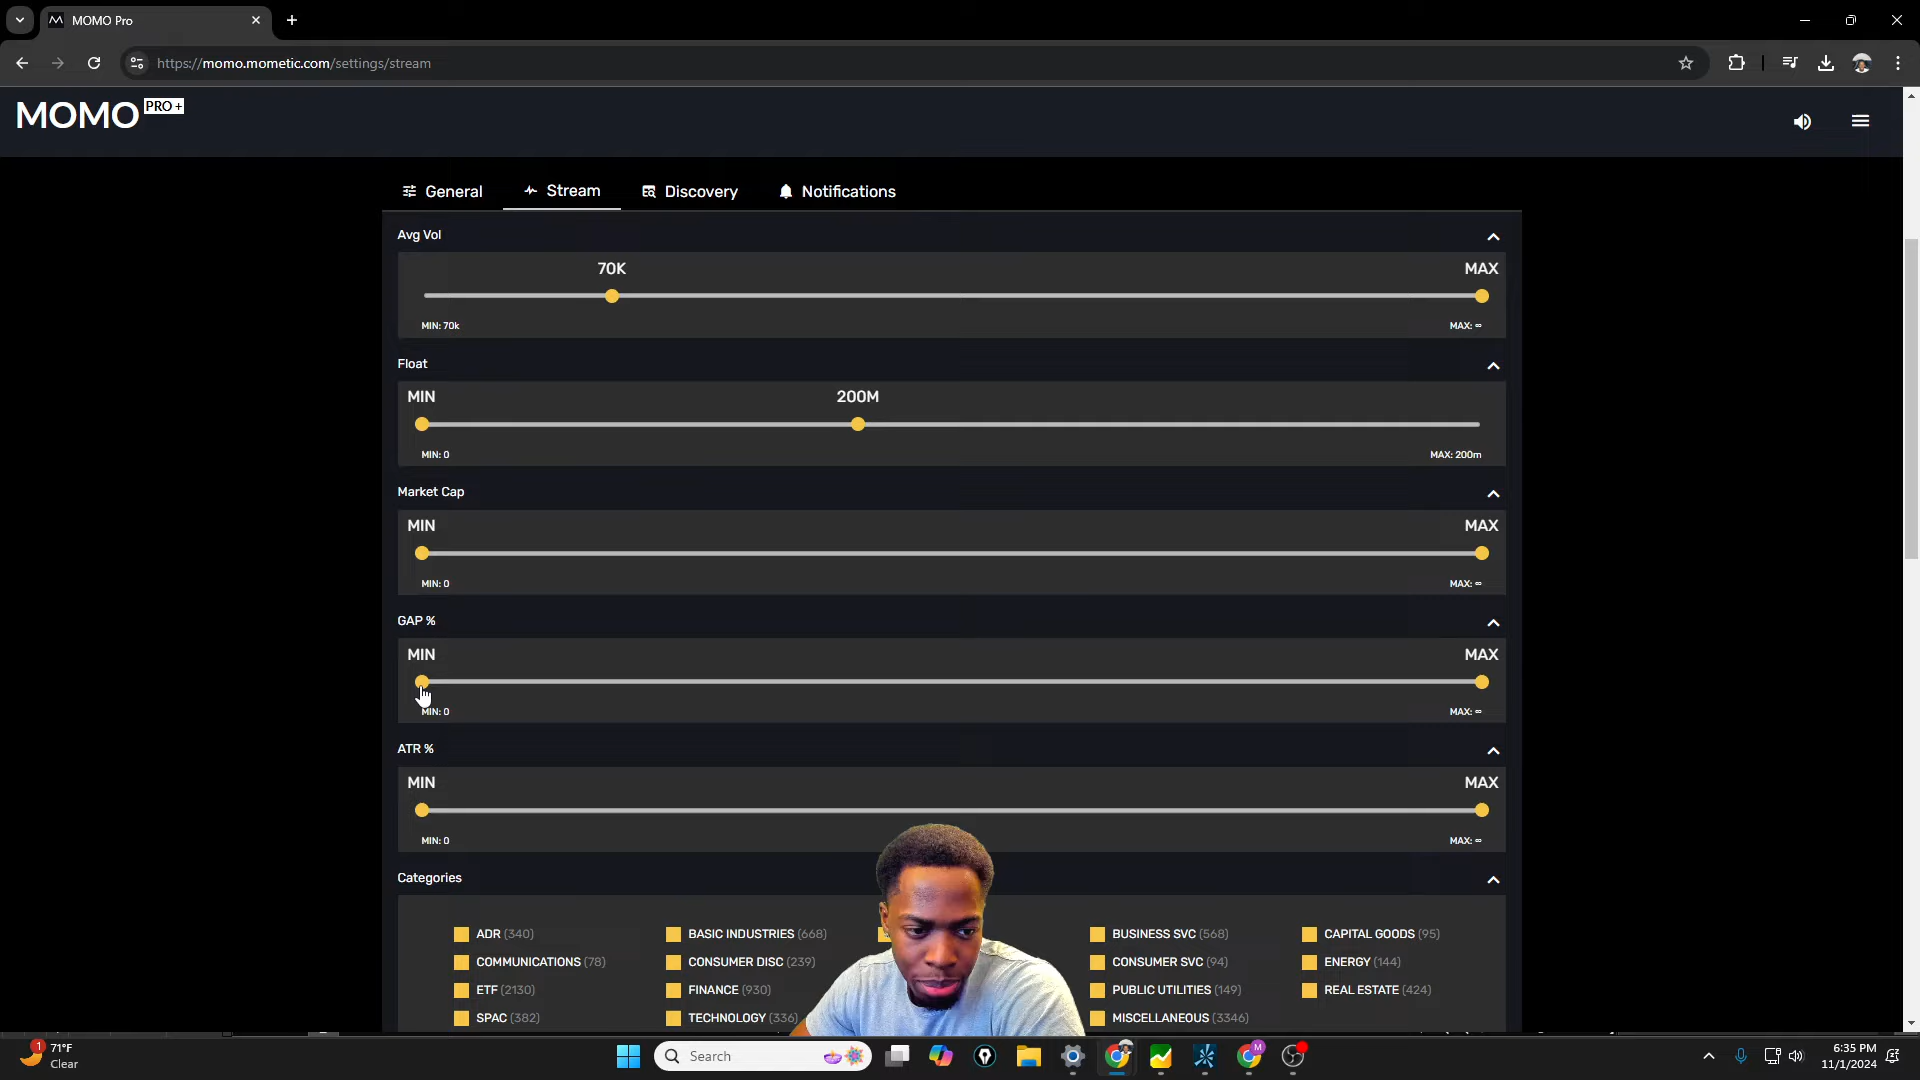 MOMO Pro
https://momo.mometic.com/settings/stream
MOMO PRO +
General
Stream
Discovery
Notifications
Avg Vol
70K
MAX
MIN: 70k
MAX: ∞
Float
MIN
200M
MIN: 0
MAX: 200m
Market Cap
MIN
MAX
MIN: 0
MAX: ∞
GAP %
MIN
MAX
MIN: 0
MAX: ∞
ATR %
MIN
MAX
MIN: 0
MAX: ∞
Categories
ADR (340)
BASIC INDUSTRIES (668)
BUSINESS SVC (568)
CAPITAL GOODS (95)
COMMUNICATIONS (78)
CONSUMER DISC (239)
CONSUMER SVC (94)
ENERGY (144)
ETF (2130)
FINANCE (930)
PUBLIC UTILITIES (149)
REAL ESTATE (424)
SPAC (382)
TECHNOLOGY (336)
MISCELLANEOUS (3346)
1
71°F
Clear
Search
M
6:35 PM
11/1/2024